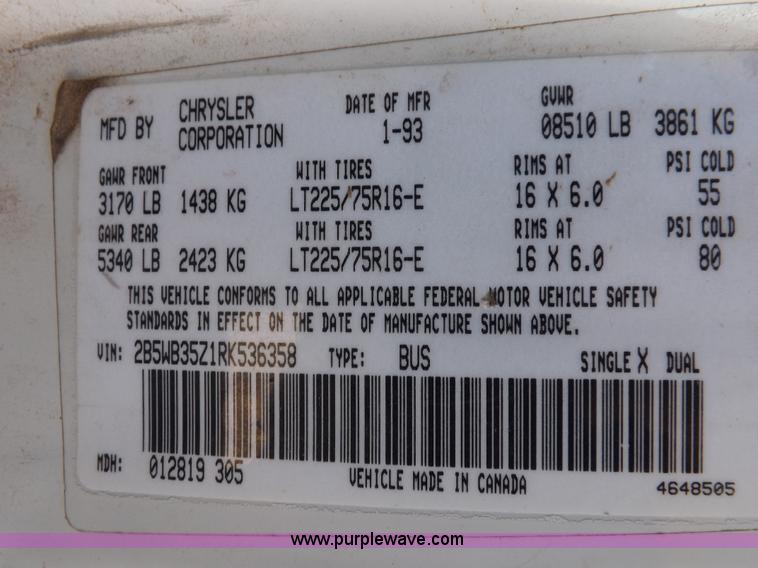 MFD BY CHRYSLER CORPORATION DATE OF MFR 1-93 GVWR 08510 LB 3861 KG
GAWR FRONT WITH TIRES RIMS AT PSI COLD
3170 LB 1438 KG LT225/75R16-E 16 X 6.0 55
GAWR REAR WITH TIRES RIMS AT PSI COLD
5340 LB 2423 KG LT225/75R16-E 16 X 6.0 80
THIS VEHICLE CONFORMS TO ALL APPLICABLE FEDERAL MOTOR VEHICLE SAFETY
STANDARDS IN EFFECT ON THE DATE OF MANUFACTURE SHOWN ABOVE.
VIN: 2B5WB35Z1RK536358 TYPE: BUS SINGLE X DUAL
MDH: 012819 305 VEHICLE MADE IN CANADA 4648505
www.purplewave.com